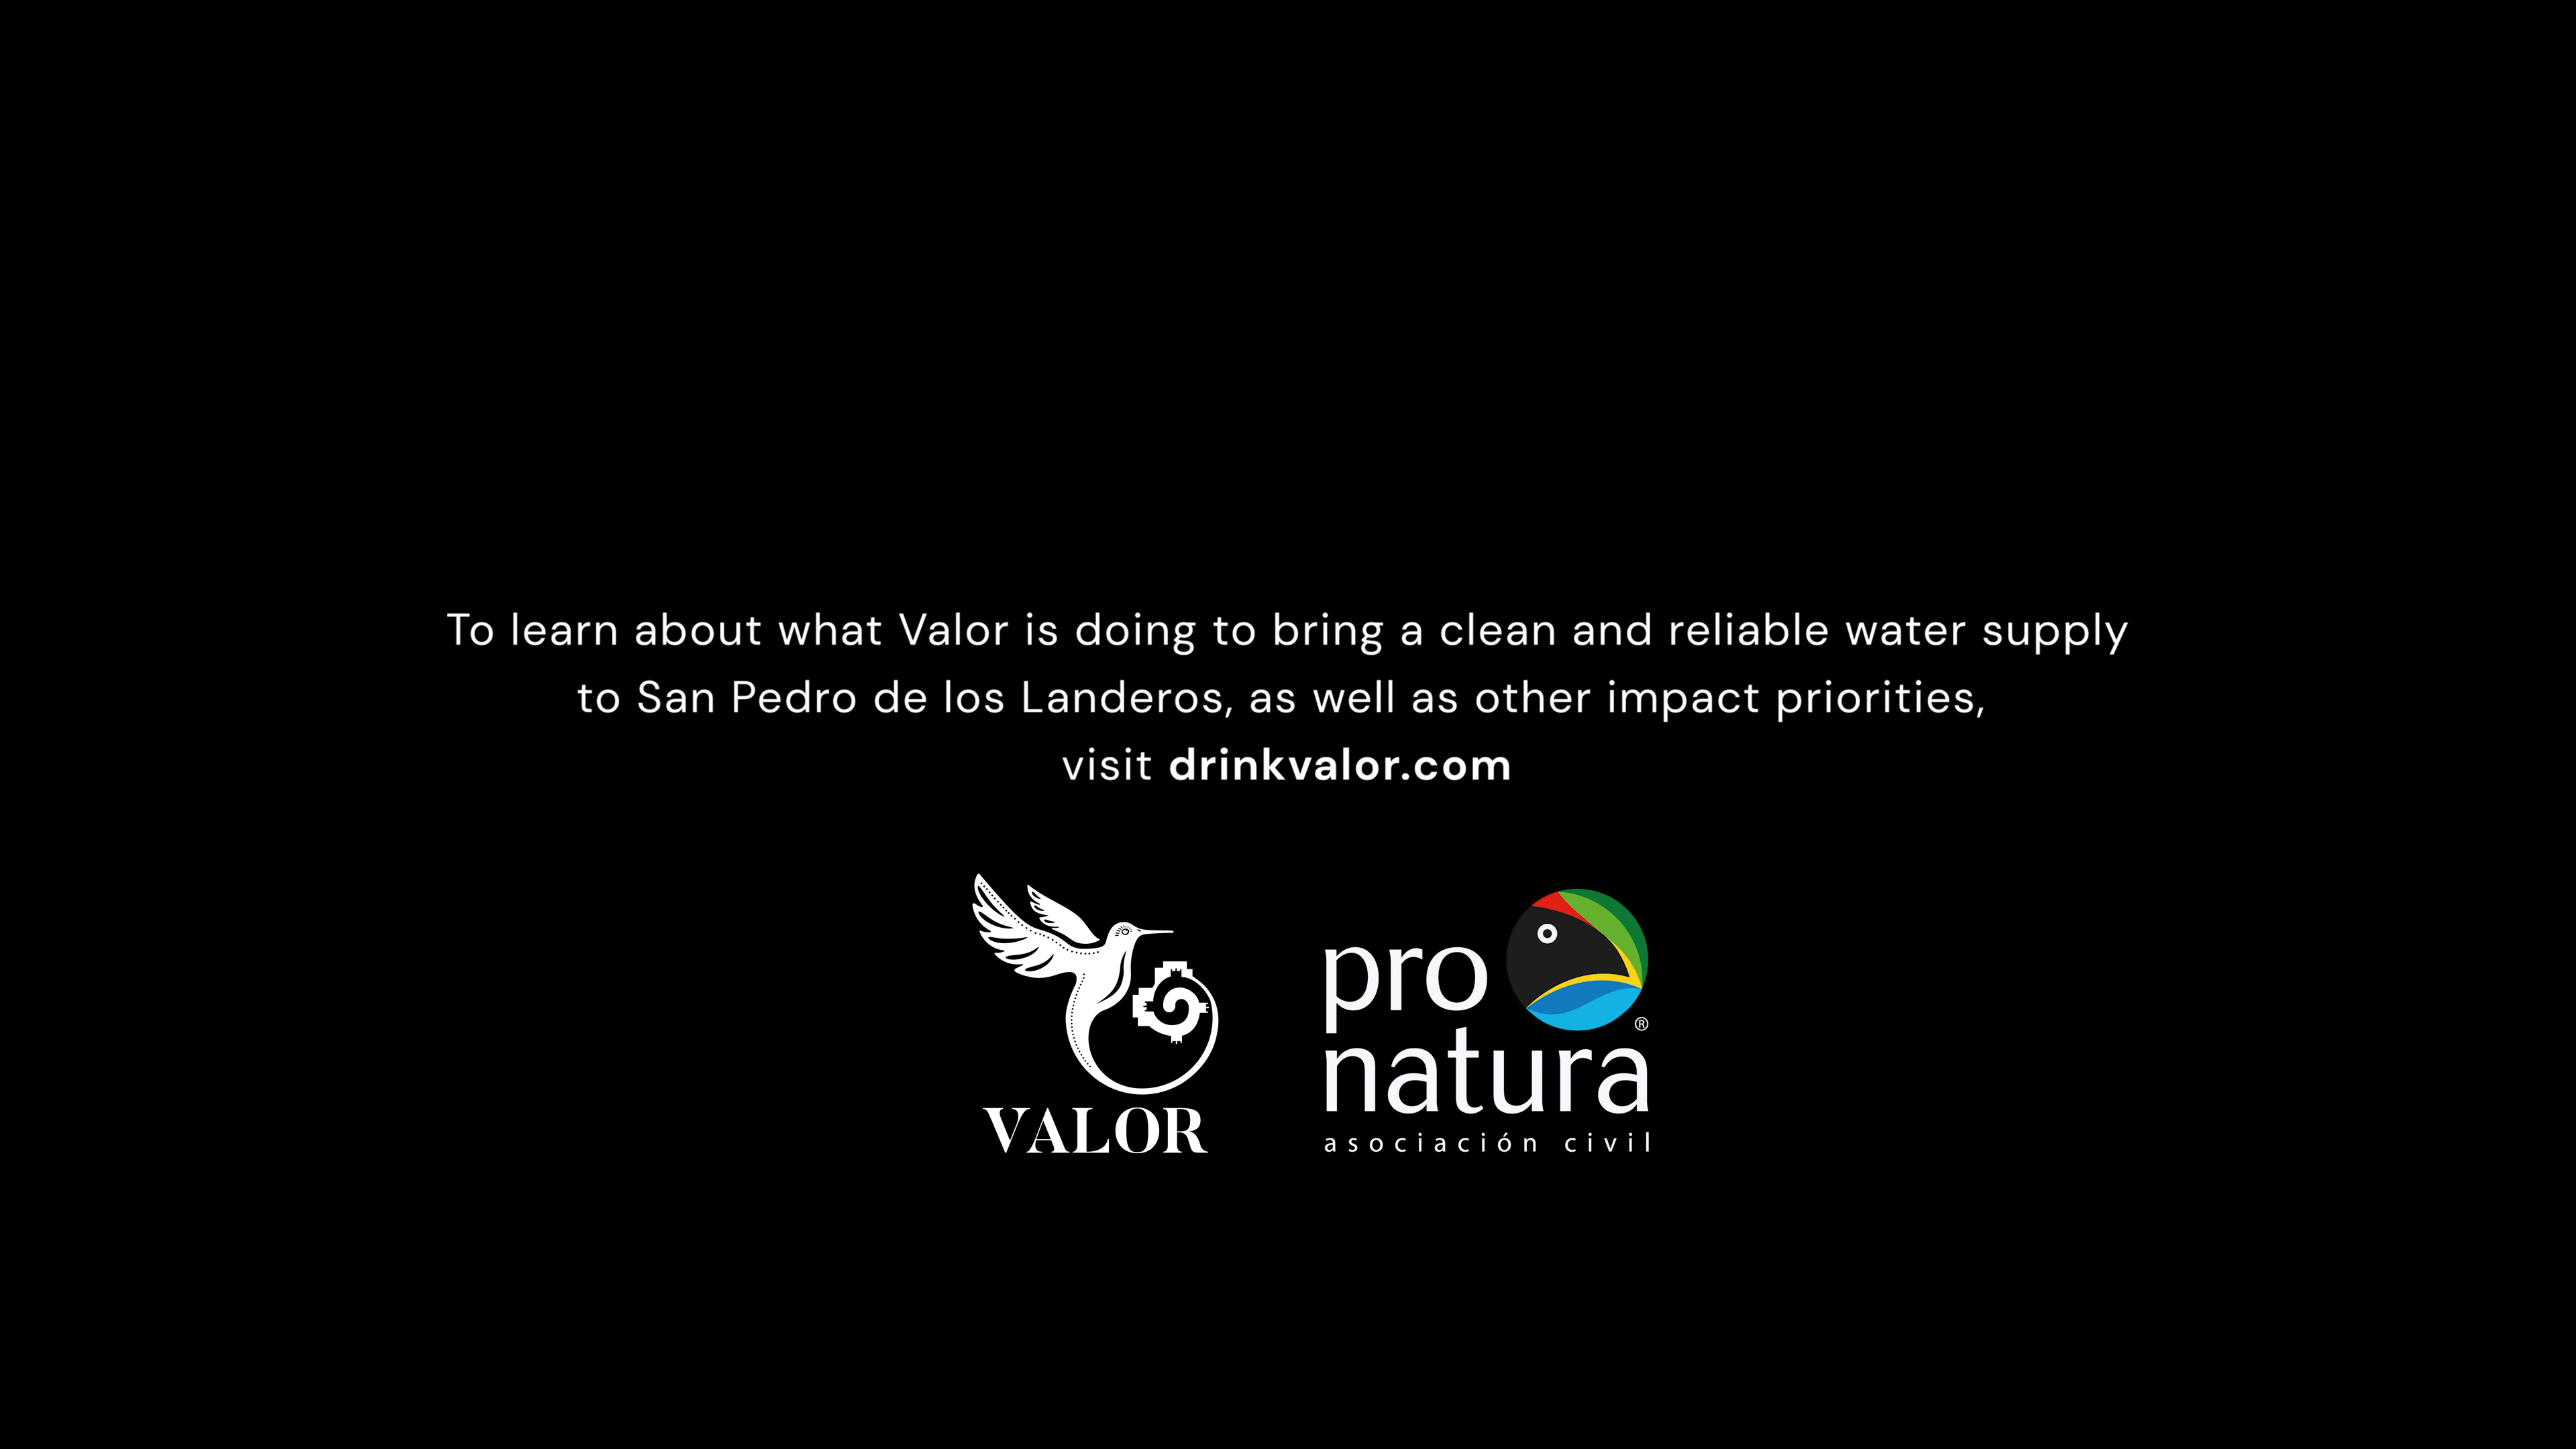 To learn about what Valor is doing to bring a clean and reliable water supply
to San Pedro de los Landeros, as well as other impact priorities,
visit drinkvalor.com
VALOR
pro
natura
®
asociación civil